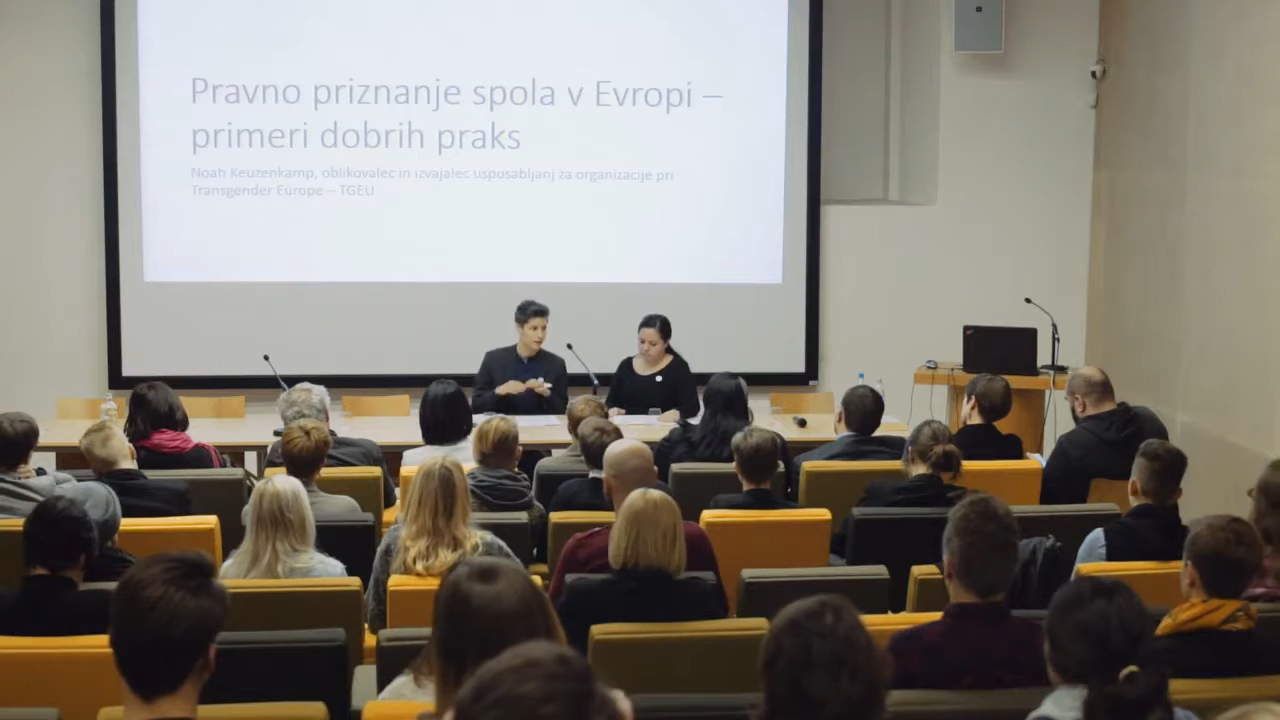 Pravno priznanje spola v Evropi –
primeri dobrih praks
Noah Keuzenkamp, oblikovalec in izvajalec usposabljanj za organizacije pri
Transgender Europe – TGEU